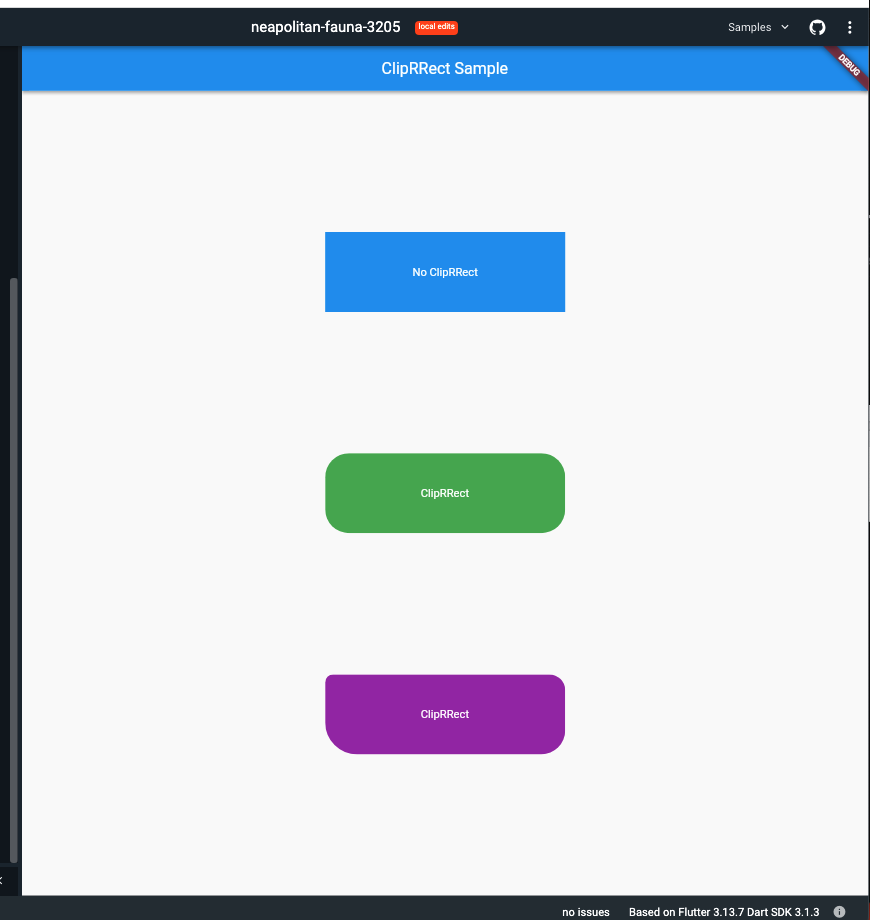 neapolitan-fauna-3205 local edits Samples
ClipRRect Sample
DEBUG
No ClipRRect
ClipRRect
ClipRRect
no issues Based on Flutter 3.13.7 Dart SDK 3.1.3